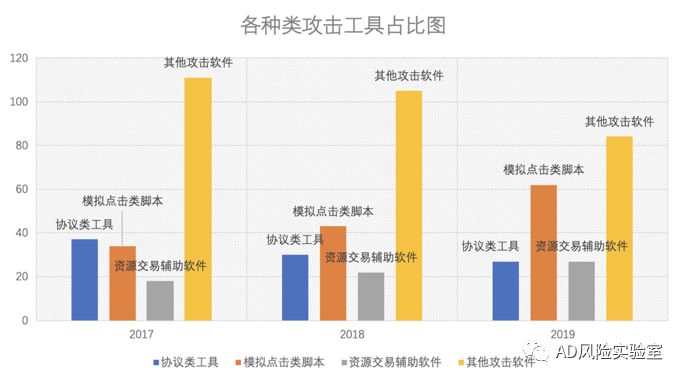 各种类攻击工具占比图
120
100
80
60
40
20
0
协议类工具
模拟点击类脚本
资源交易辅助软件
其他攻击软件
协议类工具
模拟点击类脚本
资源交易辅助软件
其他攻击软件
协议类工具
模拟点击类脚本
资源交易辅助软件
其他攻击软件
2017
2018
2019
协议类工具 模拟点击类脚本 资源交易辅助软件 其他攻击软件
AD风险实验室